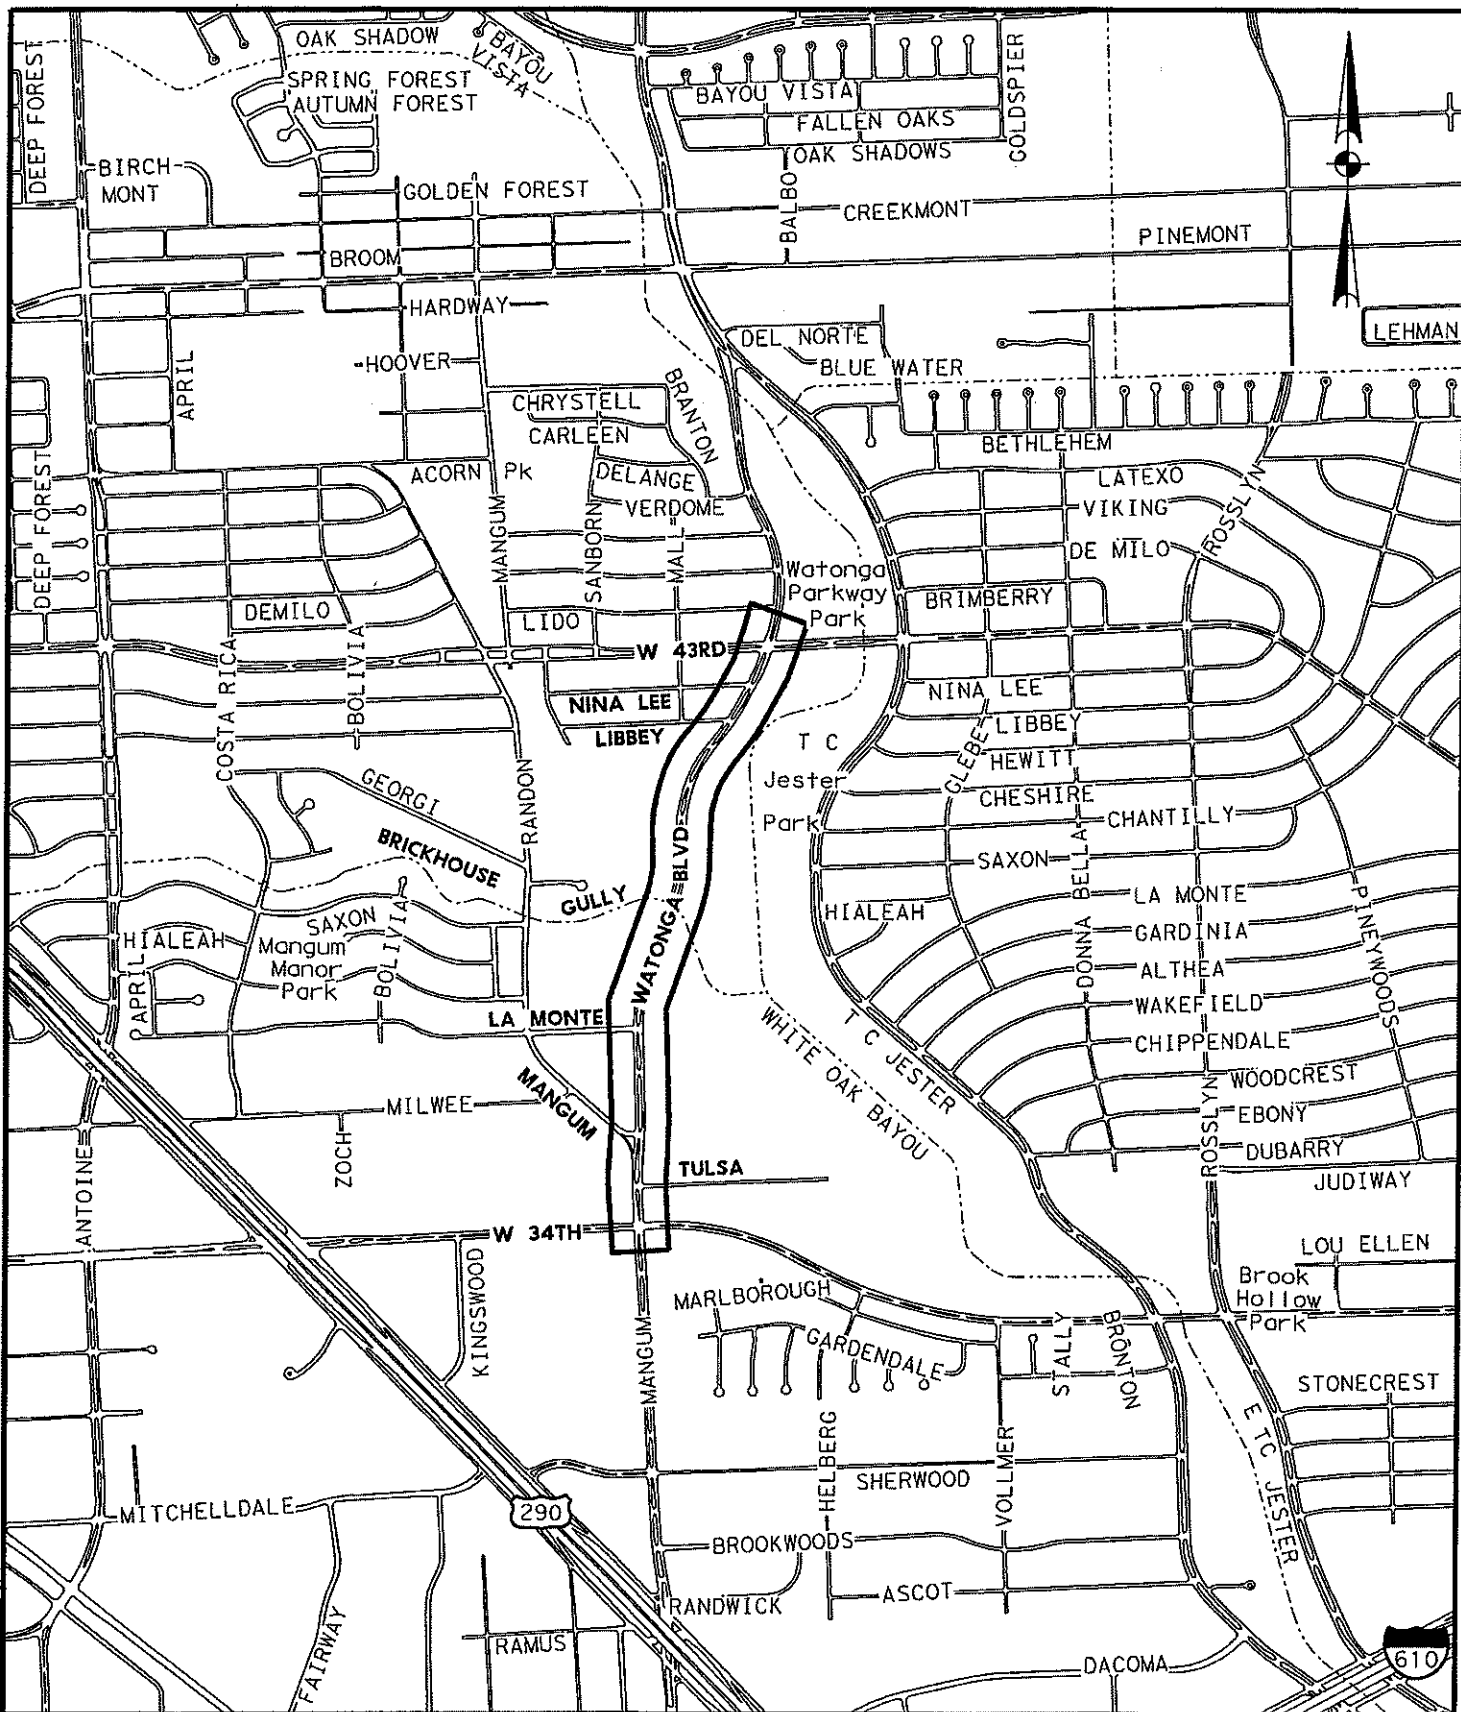 OAK SHADOW
BAYOU
VISTA
DEEP FOREST
SPRING FOREST
AUTUMN FOREST
BAYOU VISTA
FALLEN OAKS
OAK SHADOWS
GOLDSPIER
BIRCH-
MONT
GOLDEN FOREST
BALBO
CREEKMONT
PINEMONT
BROOM
HARDWAY
HOOVER
APRIL
DEL NORTE
BLUE WATER
LEHMAN
CHRYSTELL
CARLEEN
BRANTON
BETHLEHEM
ACORN
Pk
DELANGE
VERDOME
LATEXO
VIKING
ROSSLYN
DEEP FOREST
MANGUM
SANBORN
MALL
DE MILO
Watonga
Parkway
Park
BRIMBERRY
DEMILO
LIDO
W 43RD
COSTA RICA
BOLIVIA
NINA LEE
LIBBEY
NINA LEE
LIBBEY
GLEBE
HEWITT
T C
Jester
Park
CHESHIRE
CHANTILLY
GEORGI
RANDON
BRICKHOUSE
GULLY
WATONGA BLVD
SAXON
DONNA BELLA
LA MONTE
PINEYWOODS
HIALEAH
GARDINIA
ALTHEA
WAKEFIELD
CHIPPENDALE
SAXON
BOLIVIA
HIALEAH
Mangum
Manor
Park
APRIL
LA MONTE
WHITE OAK BAYOU
T C JESTER
WOODCREST
EBONY
DUBARRY
JUDIWAY
ROSSLYN
MANGUM
MILWEE
ZOCH
ANTOINE
TULSA
W 34TH
KINGSWOOD
LOU ELLEN
Brook
Hollow
Park
MARLBOROUGH
GARDENDALE
MANGUM
STALLY
BRONTON
STONECREST
HELBERG
VOLLMER
E TC JESTER
SHERWOOD
MITCHELLDALE
290
BROOKWOODS
RANDWICK
ASCOT
FAIRWAY
RAMUS
DACOMA
610